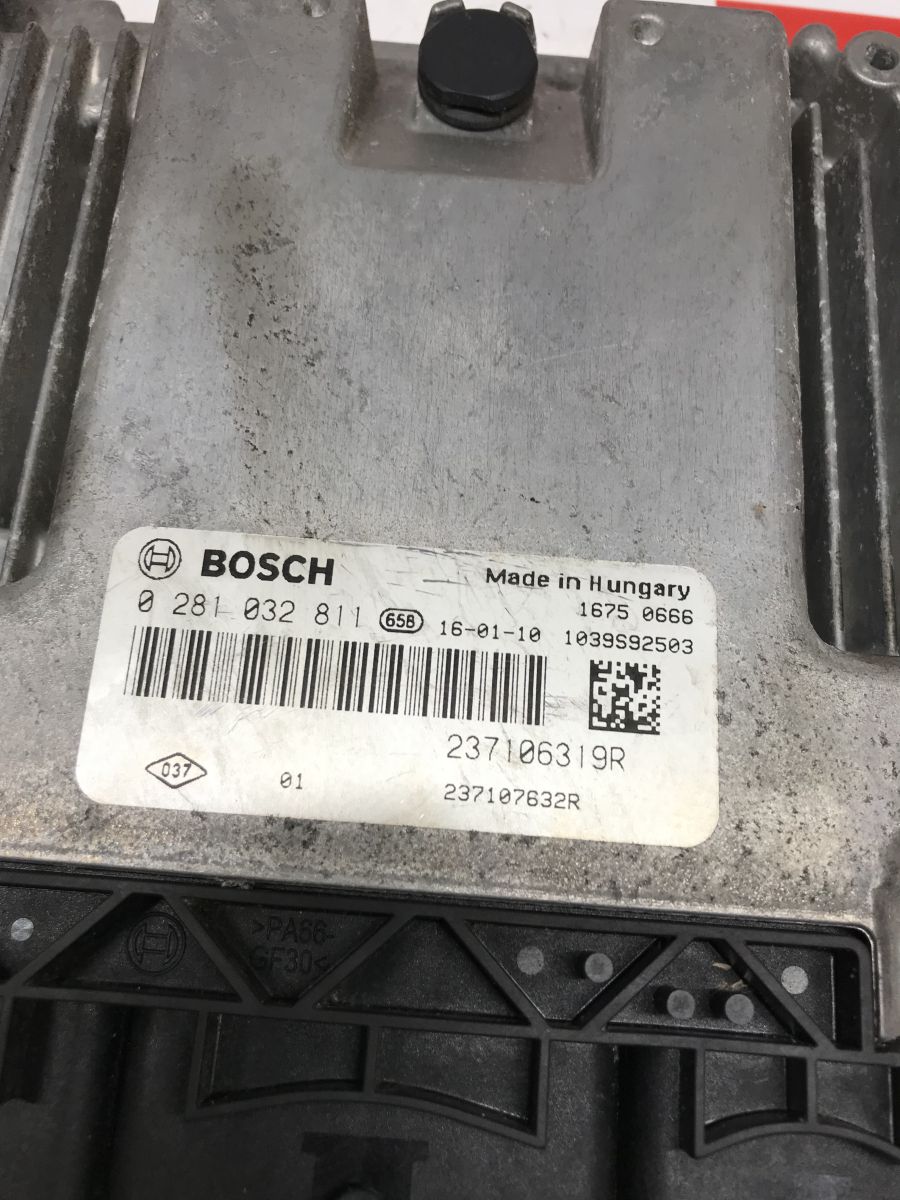 BOSCH
Made in Hungary
0 281 032 811 65B 16-01-10
1675 0666
1039S92503
237106319R
037 01 237107632R
>PA66-
GF30<